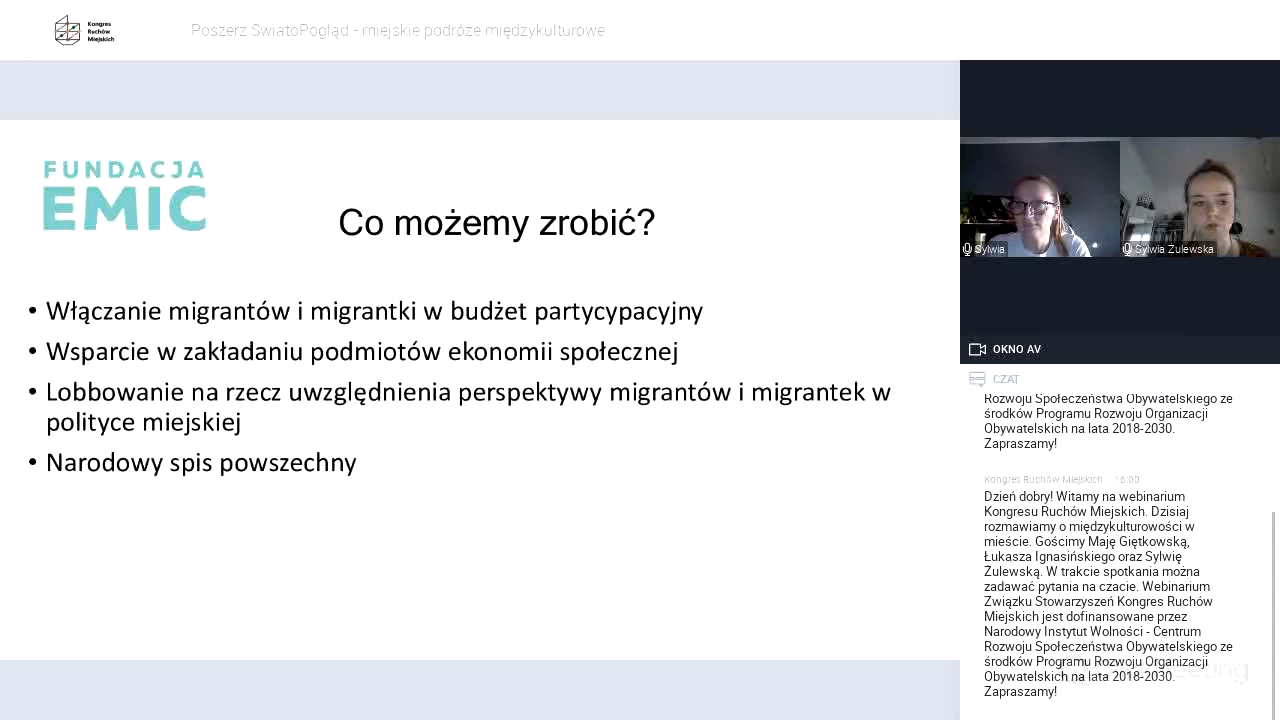 Kongres
Ruchów
Miejskich
Poszerz SwiatoPogląd - miejskie podróże międzykulturowe
FUNDACJA
EMIC
Co możemy zrobić?
• Włączanie migrantów i migrantki w budżet partycypacyjny
• Wsparcie w zakładaniu podmiotów ekonomii społecznej
• Lobbowanie na rzecz uwzględnienia perspektywy migrantów i migrantek w
polityce miejskiej
• Narodowy spis powszechny
Sylwia
Sylwia Żulewska
OKNO AV
CZAT
Rozwoju Społeczeństwa Obywatelskiego ze
środków Programu Rozwoju Organizacji
Obywatelskich na lata 2018-2030.
Zapraszamy!
Kongres Ruchów Miejskich 16:00
Dzień dobry! Witamy na webinarium
Kongresu Ruchów Miejskich. Dzisiaj
rozmawiamy o międzykulturowości w
mieście. Gościmy Maję Giętkowską,
Łukasza Ignasińskiego oraz Sylwię
Żulewską. W trakcie spotkania można
zadawać pytania na czacie. Webinarium
Związku Stowarzyszeń Kongres Ruchów
Miejskich jest dofinansowane przez
Narodowy Instytut Wolności - Centrum
Rozwoju Społeczeństwa Obywatelskiego ze
środków Programu Rozwoju Organizacji
Obywatelskich na lata 2018-2030.
Zapraszamy!